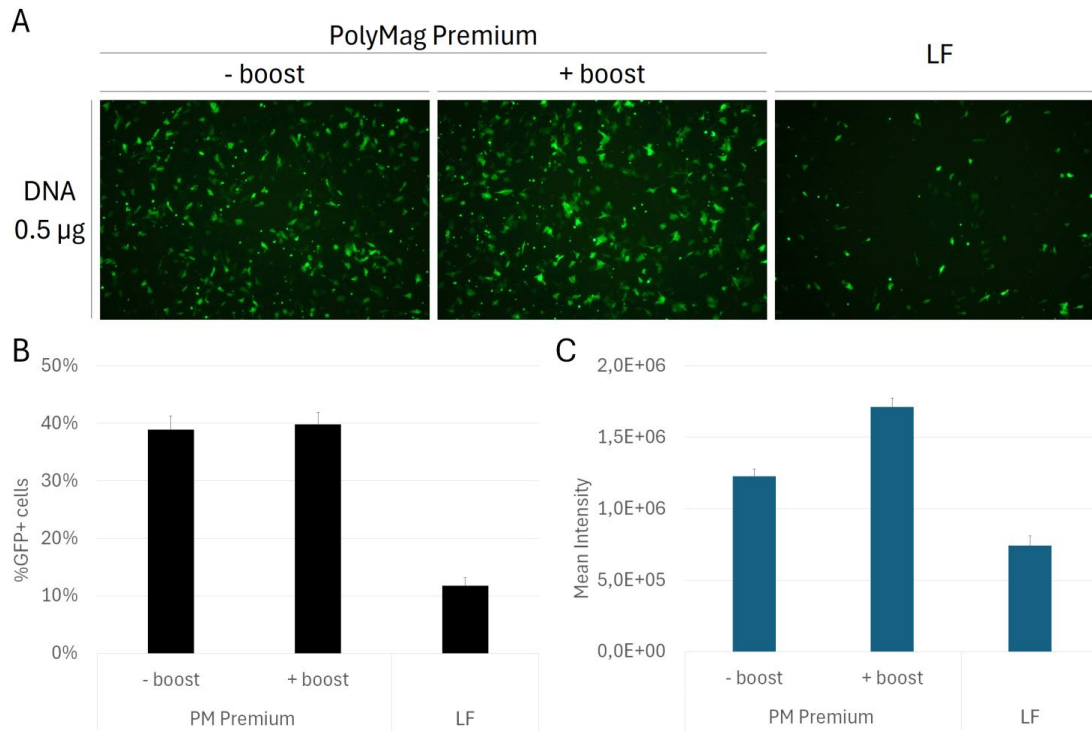 A
PolyMag Premium
LF
- boost
+ boost
DNA
0.5 µg
B
50%
40%
30%
20%
10%
0%
%GFP+ cells
- boost
+ boost
PM Premium
LF
C
2,0E+06
1,5E+06
1,0E+06
5,0E+05
0,0E+00
Mean Intensity
- boost
+ boost
PM Premium
LF